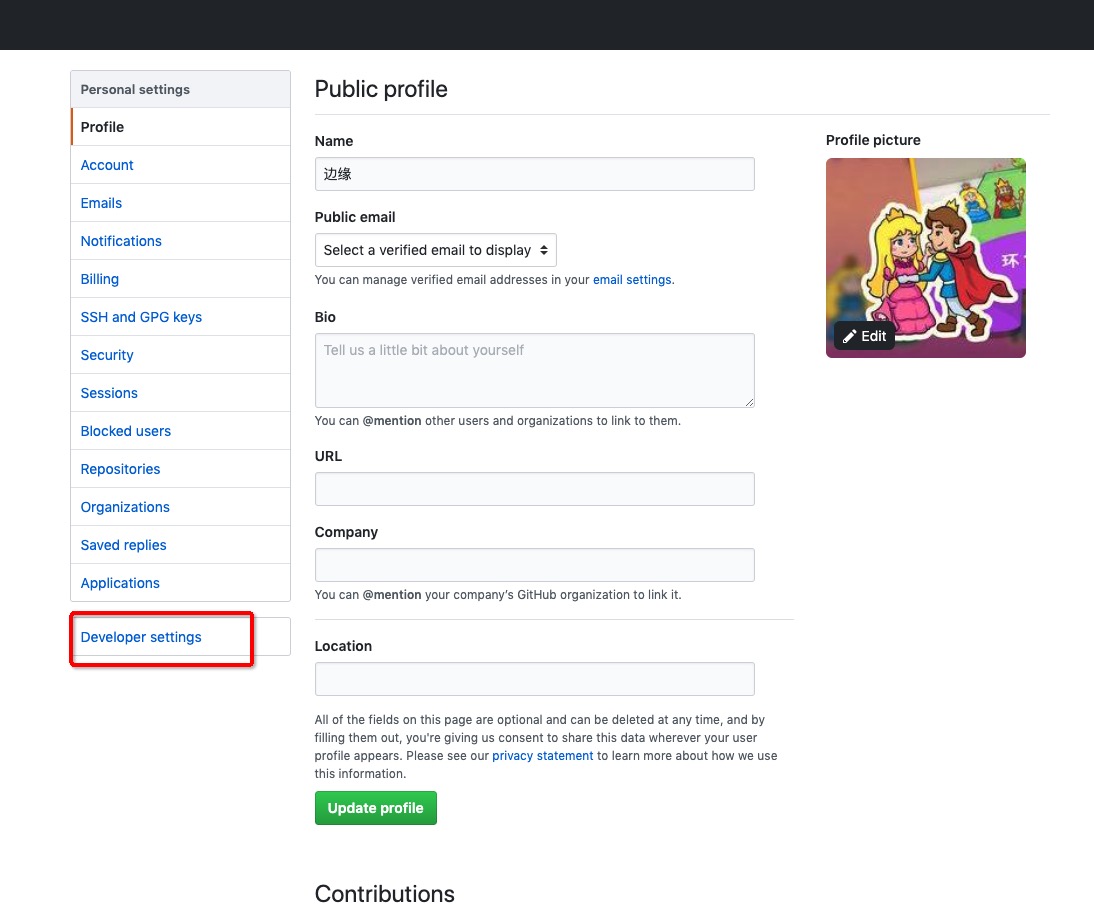 Personal settings
Profile
Account
Emails
Notifications
Billing
SSH and GPG keys
Security
Sessions
Blocked users
Repositories
Organizations
Saved replies
Applications
Developer settings
Public profile
Name
边缘
Public email
Select a verified email to display
You can manage verified email addresses in your email settings.
Bio
Tell us a little bit about yourself
You can @mention other users and organizations to link to them.
URL
Company
You can @mention your company's GitHub organization to link it.
Location
All of the fields on this page are optional and can be deleted at any time, and by
filling them out, you're giving us consent to share this data wherever your user
profile appears. Please see our privacy statement to learn more about how we use
this information.
Update profile
Contributions
Profile picture
环
Edit